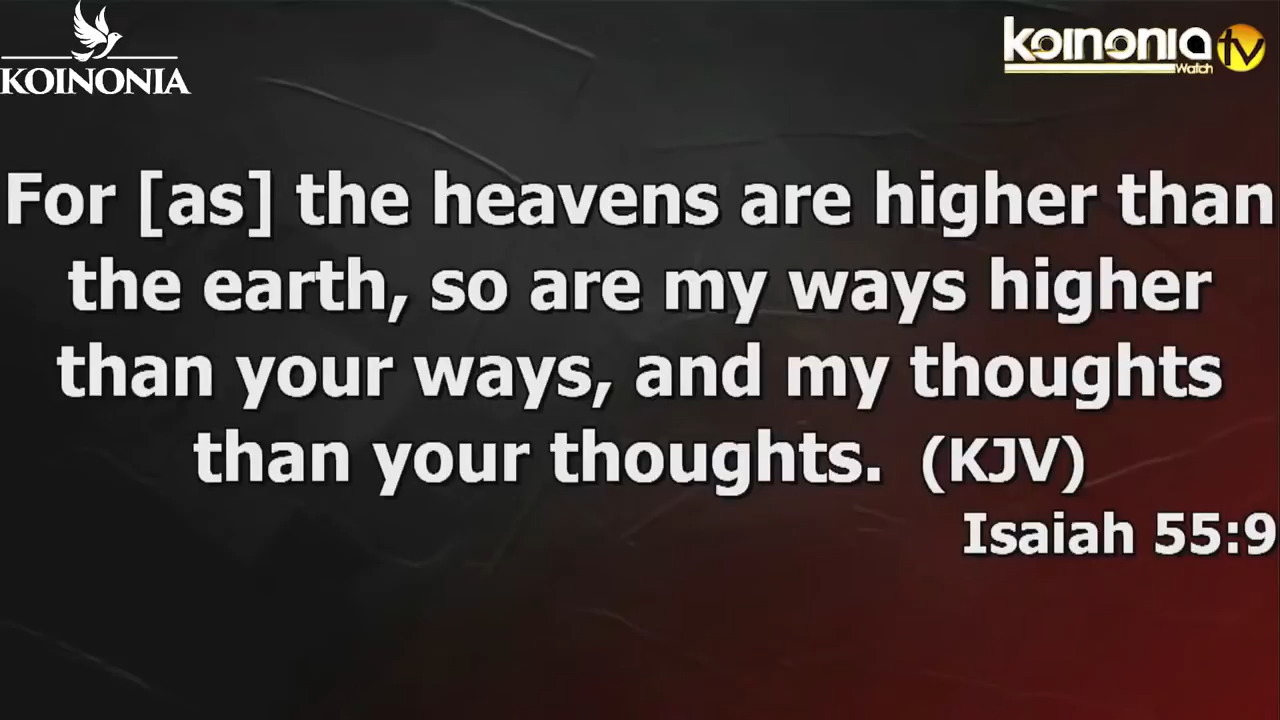 KOINONIA
koinonia tv
Watch
For [as] the heavens are higher than
the earth, so are my ways higher
than your ways, and my thoughts
than your thoughts. (KJV)
Isaiah 55:9